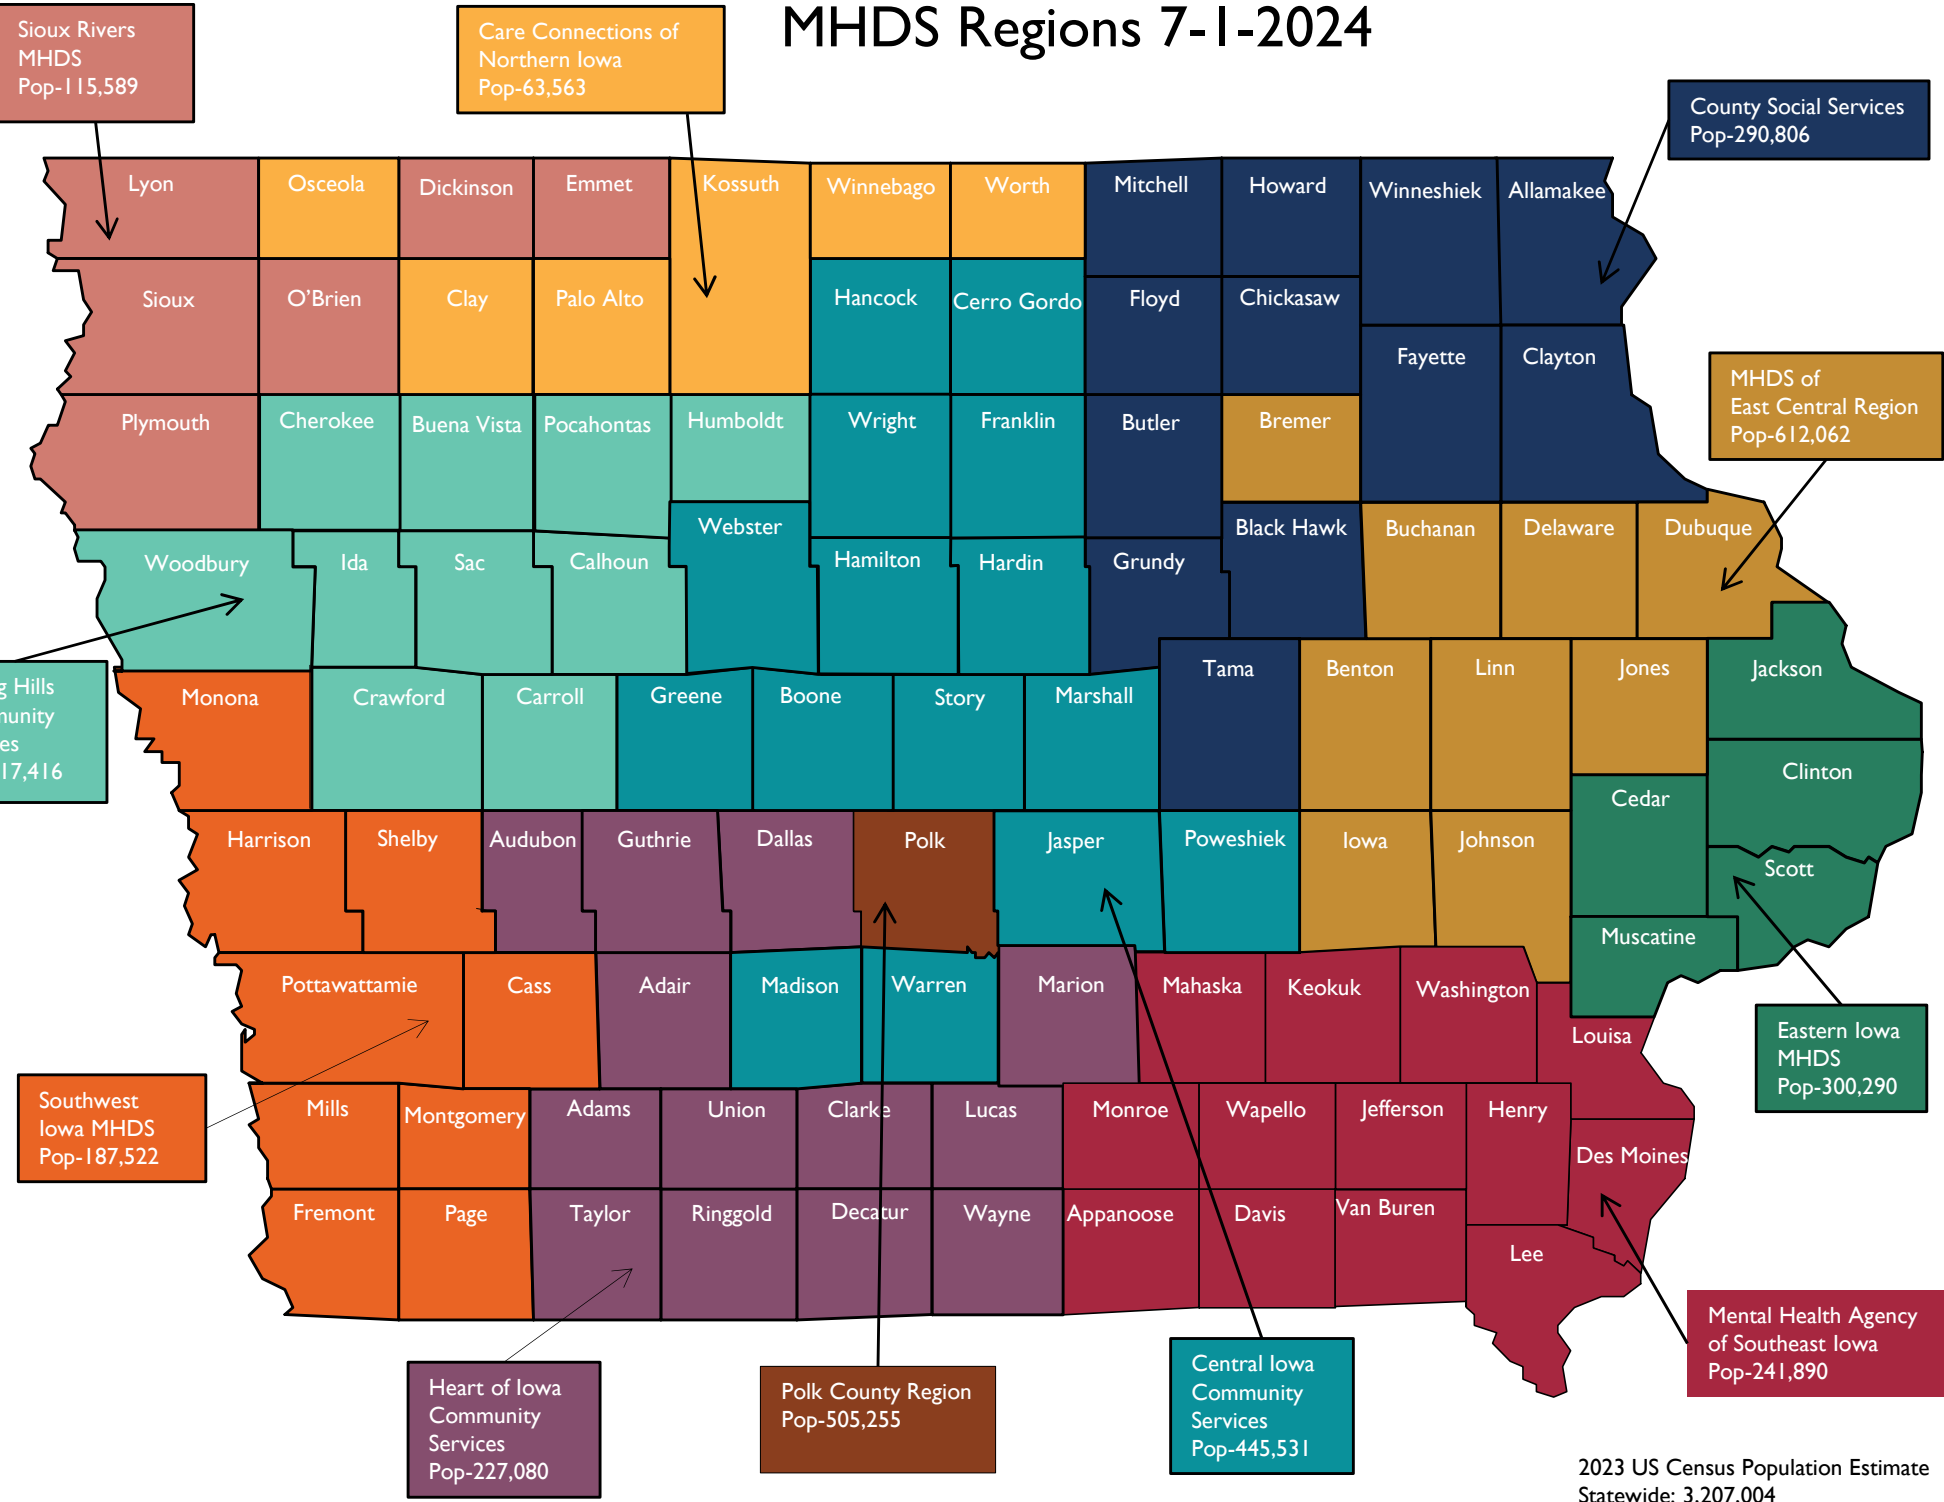 MHDS Regions 7-1-2024
Sioux Rivers
MHDS
Pop-115,589
Care Connections of
Northern Iowa
Pop-63,563
County Social Services
Pop-290,806
Lyon
Osceola
Dickinson
Emmet
Kossuth
Winnebago
Worth
Mitchell
Howard
Winneshiek
Allamakee
Sioux
O'Brien
Clay
Palo Alto
Hancock
Cerro Gordo
Floyd
Chickasaw
Fayette
Clayton
MHDS of
East Central Region
Pop-612,062
Plymouth
Cherokee
Buena Vista
Pocahontas
Humboldt
Wright
Franklin
Butler
Bremer
Woodbury
Ida
Sac
Calhoun
Webster
Hamilton
Hardin
Grundy
Black Hawk
Buchanan
Delaware
Dubuque
Hills
17,416
Monona
Crawford
Carroll
Greene
Boone
Story
Marshall
Tama
Benton
Linn
Jones
Jackson
Clinton
Cedar
Harrison
Shelby
Audubon
Guthrie
Dallas
Polk
Jasper
Poweshiek
Iowa
Johnson
Scott
Muscatine
Pottawattamie
Cass
Adair
Madison
Warren
Marion
Mahaska
Keokuk
Washington
Louisa
Eastern Iowa
MHDS
Pop-300,290
Southwest
Iowa MHDS
Pop-187,522
Mills
Montgomery
Adams
Union
Clarke
Lucas
Monroe
Wapello
Jefferson
Henry
Des Moines
Fremont
Page
Taylor
Ringgold
Decatur
Wayne
Appanoose
Davis
Van Buren
Lee
Mental Health Agency
of Southeast Iowa
Pop-241,890
Heart of Iowa
Community
Services
Pop-227,080
Polk County Region
Pop-505,255
Central Iowa
Community
Services
Pop-445,531
2023 US Census Population Estimate
Statewide: 3,207,004